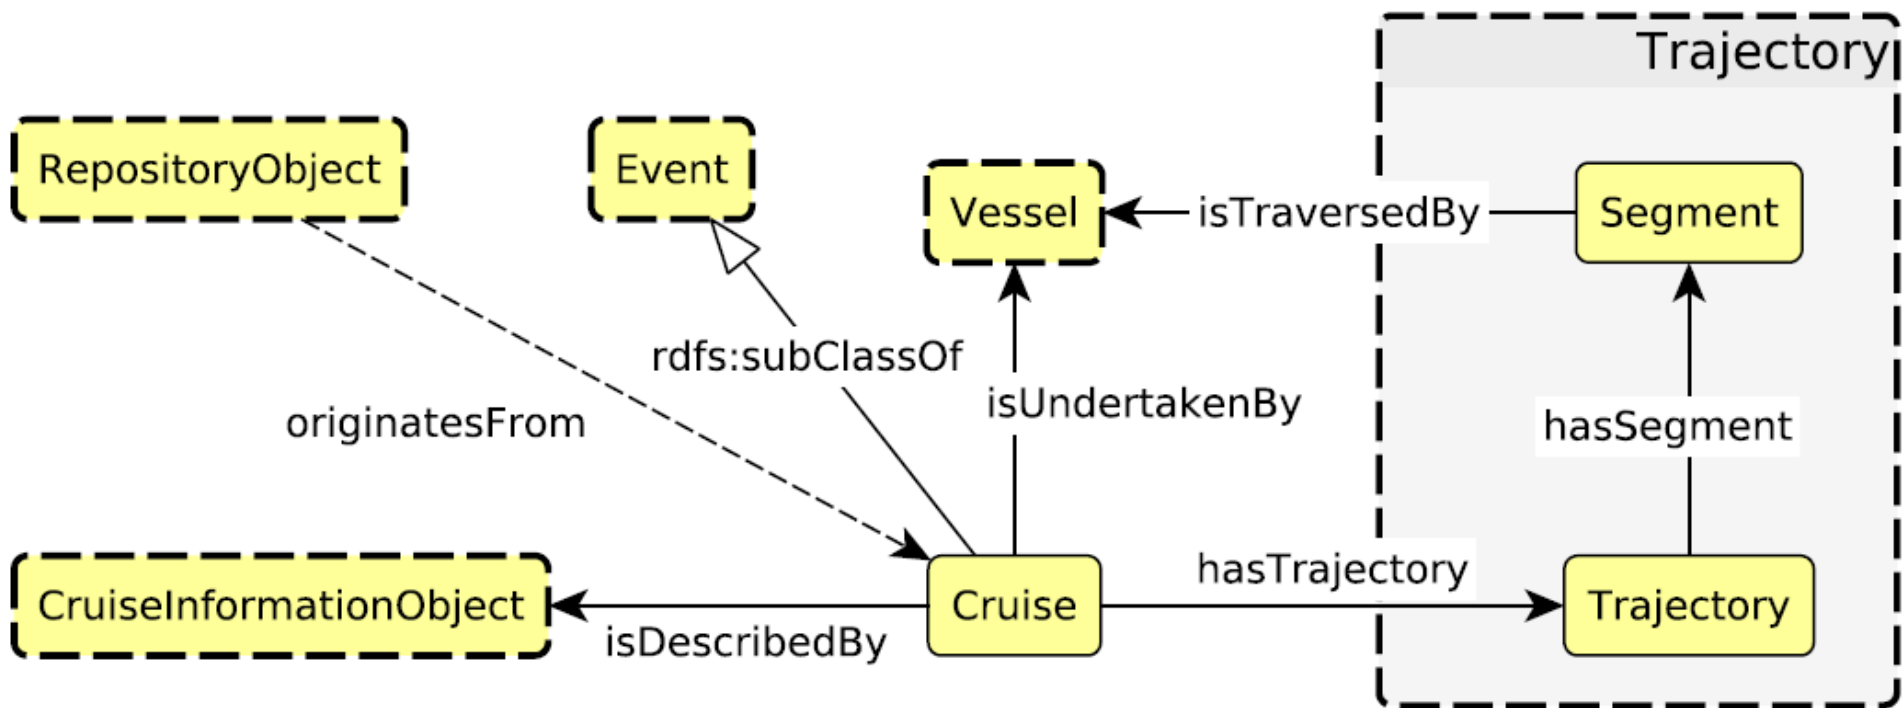 Trajectory
RepositoryObject
Event
Vessel
isTraversedBy
Segment
rdfs:subClassOf
isUndertakenBy
originatesFrom
hasSegment
hasTrajectory
CruiseInformationObject
Cruise
Trajectory
isDescribedBy